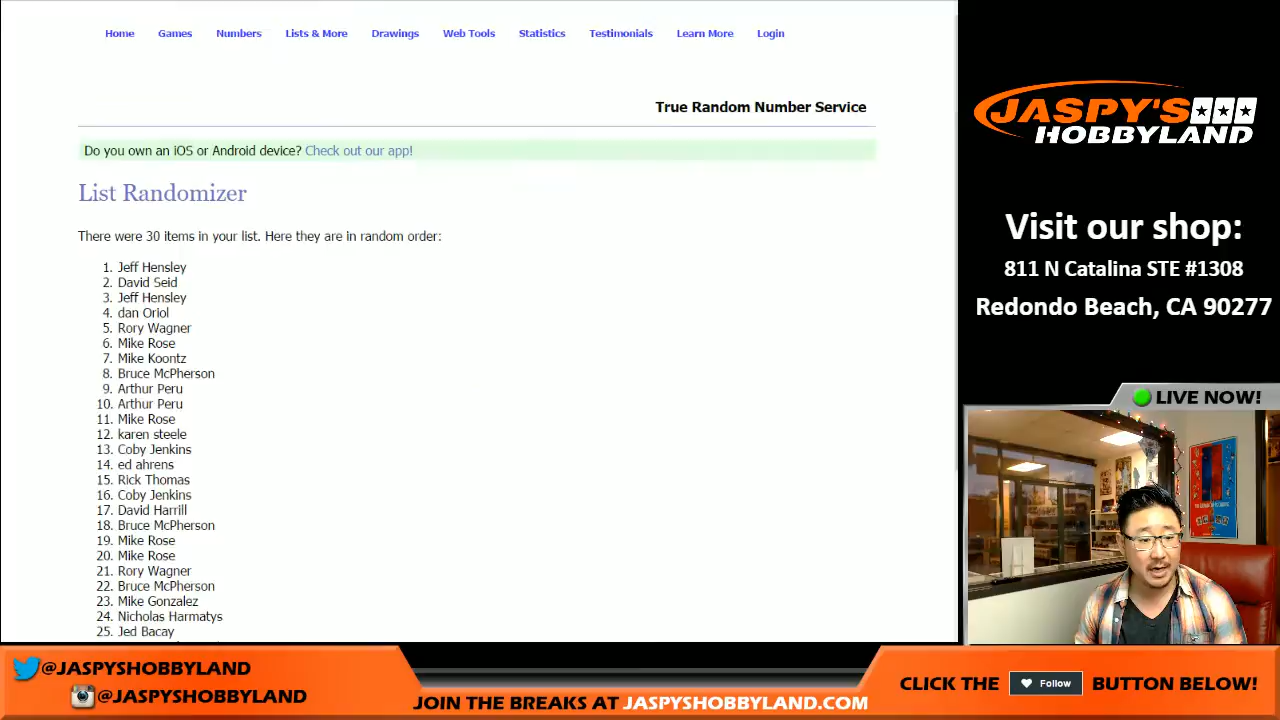 Home Games Numbers Lists & More Drawings Web Tools Statistics Testimonials Learn More Login
True Random Number Service
Do you own an iOS or Android device? Check out our app!
List Randomizer
There were 30 items in your list. Here they are in random order:
1. Jeff Hensley
2. David Seid
3. Jeff Hensley
4. dan Oriol
5. Rory Wagner
6. Mike Rose
7. Mike Koontz
8. Bruce McPherson
9. Arthur Peru
10. Arthur Peru
11. Mike Rose
12. karen steele
13. Coby Jenkins
14. ed ahrens
15. Rick Thomas
16. Coby Jenkins
17. David Harrill
18. Bruce McPherson
19. Mike Rose
20. Mike Rose
21. Rory Wagner
22. Bruce McPherson
23. Mike Gonzalez
24. Nicholas Harmatys
25. Jed Bacay
JASPY'S
HOBBYLAND
Visit our shop:
811 N Catalina STE #1308
Redondo Beach, CA 90277
LIVE NOW!
@JASPYSHOBBYLAND
@JASPYSHOBBYLAND
JOIN THE BREAKS AT JASPYSHOBBYLAND.COM
CLICK THE Follow BUTTON BELOW!